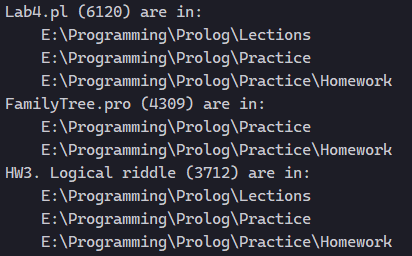 Lab4.pl (6120) are in:
    E:\Programming\Prolog\Lections
    E:\Programming\Prolog\Practice
    E:\Programming\Prolog\Practice\Homework
FamilyTree.pro (4309) are in:
    E:\Programming\Prolog\Practice
    E:\Programming\Prolog\Practice\Homework
HW3. Logical riddle (3712) are in:
    E:\Programming\Prolog\Lections
    E:\Programming\Prolog\Practice
    E:\Programming\Prolog\Practice\Homework